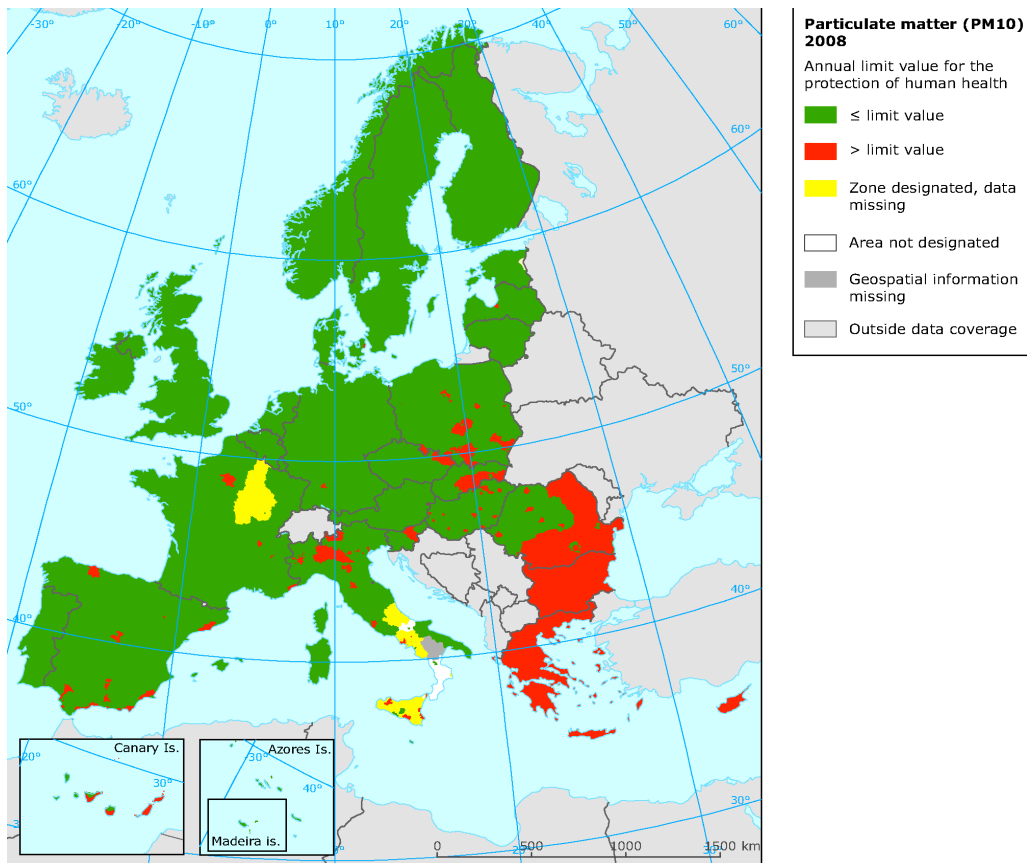 -30°
-20°
-10°
0°
10°
20°
30°
40°
50°
60°
60°
60°
50°
50°
40°
40°
30°
Canary Is.
20°
30°
3
Azores Is.
-30°
40°
Madeira is.
0
500
1000
1500 km
Particulate matter (PM10)
2008
Annual limit value for the
protection of human health
≤ limit value
> limit value
Zone designated, data
missing
Area not designated
Geospatial information
missing
Outside data coverage